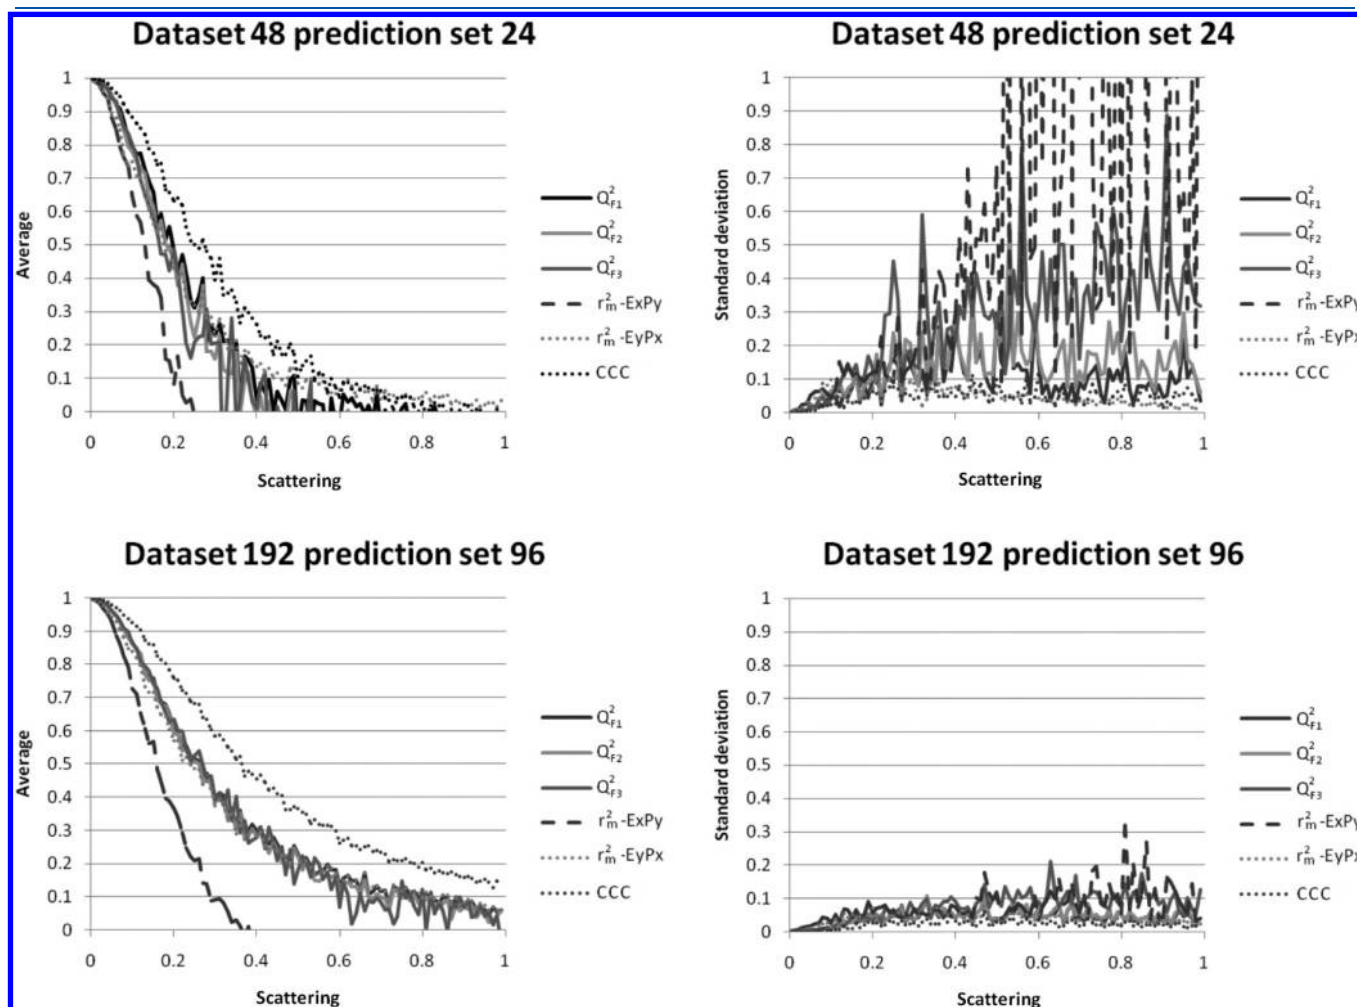 Dataset 48 prediction set 24
1
0.9
0.8
0.7
0.6
0.5
0.4
0.3
0.2
0.1
0
Average
0
0.2
0.4
0.6
0.8
1
Scattering
Q²F1
Q²F2
Q²F3
r²m-ExPy
r²m-EyPx
CCC
Dataset 48 prediction set 24
1
0.9
0.8
0.7
0.6
0.5
0.4
0.3
0.2
0.1
0
Standard deviation
0
0.2
0.4
0.6
0.8
1
Scattering
Q²F1
Q²F2
Q²F3
r²m-ExPy
r²m-EyPx
CCC
Dataset 192 prediction set 96
1
0.9
0.8
0.7
0.6
0.5
0.4
0.3
0.2
0.1
0
Average
0
0.2
0.4
0.6
0.8
1
Scattering
Q²F1
Q²F2
Q²F3
r²m-ExPy
r²m-EyPx
CCC
Dataset 192 prediction set 96
1
0.9
0.8
0.7
0.6
0.5
0.4
0.3
0.2
0.1
0
Standard deviation
0
0.2
0.4
0.6
0.8
1
Scattering
Q²F1
Q²F2
Q²F3
r²m-ExPy
r²m-EyPx
CCC